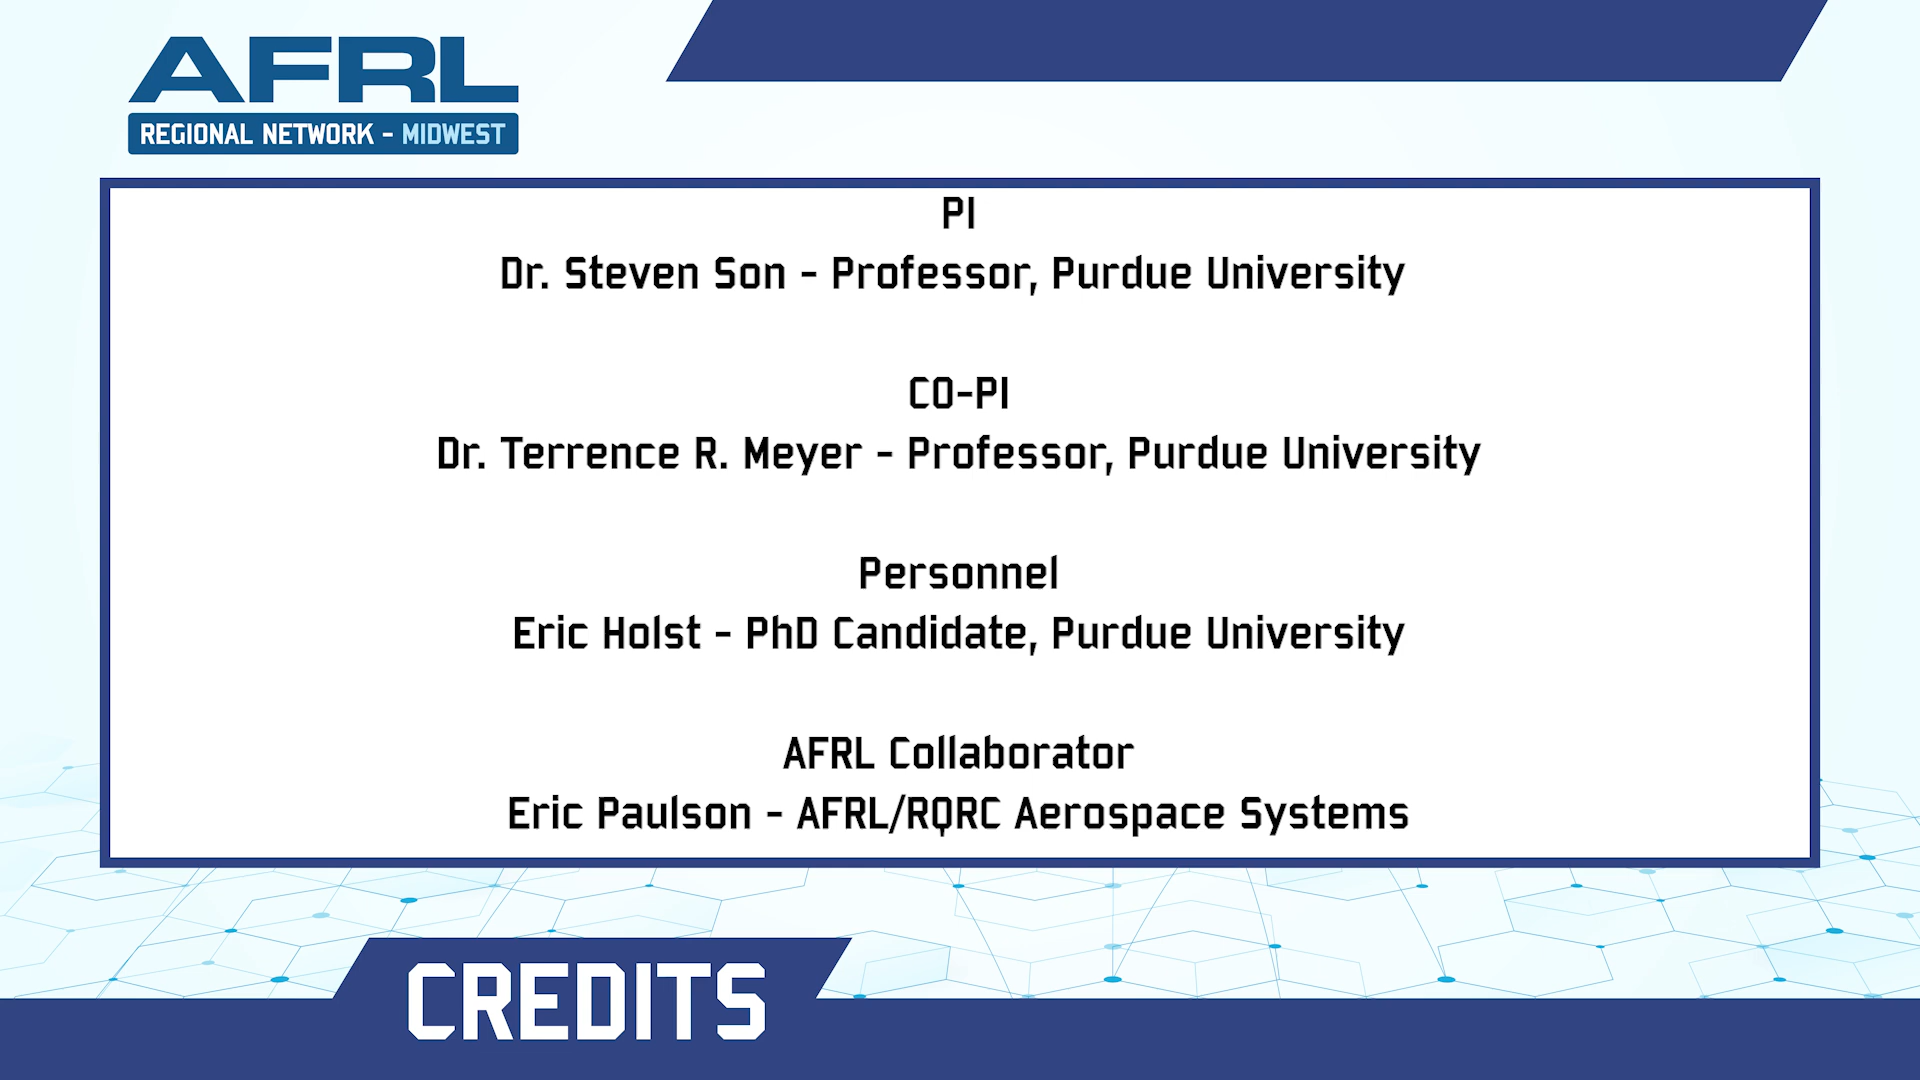 AFRL
REGIONAL NETWORK - MIDWEST
PI
Dr. Steven Son - Professor, Purdue University
CO-PI
Dr. Terrence R. Meyer - Professor, Purdue University
Personnel
Eric Holst - PhD Candidate, Purdue University
AFRL Collaborator
Eric Paulson - AFRL/RQRC Aerospace Systems
CREDITS